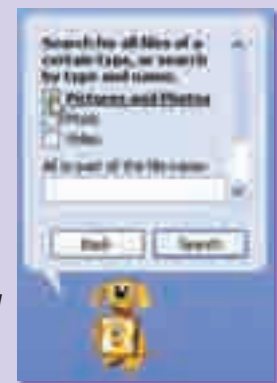 Search for all files of a
certain type, or search
by type and name.
Pictures and Photos
Music
Video
All or part of the file name:
Back
Search